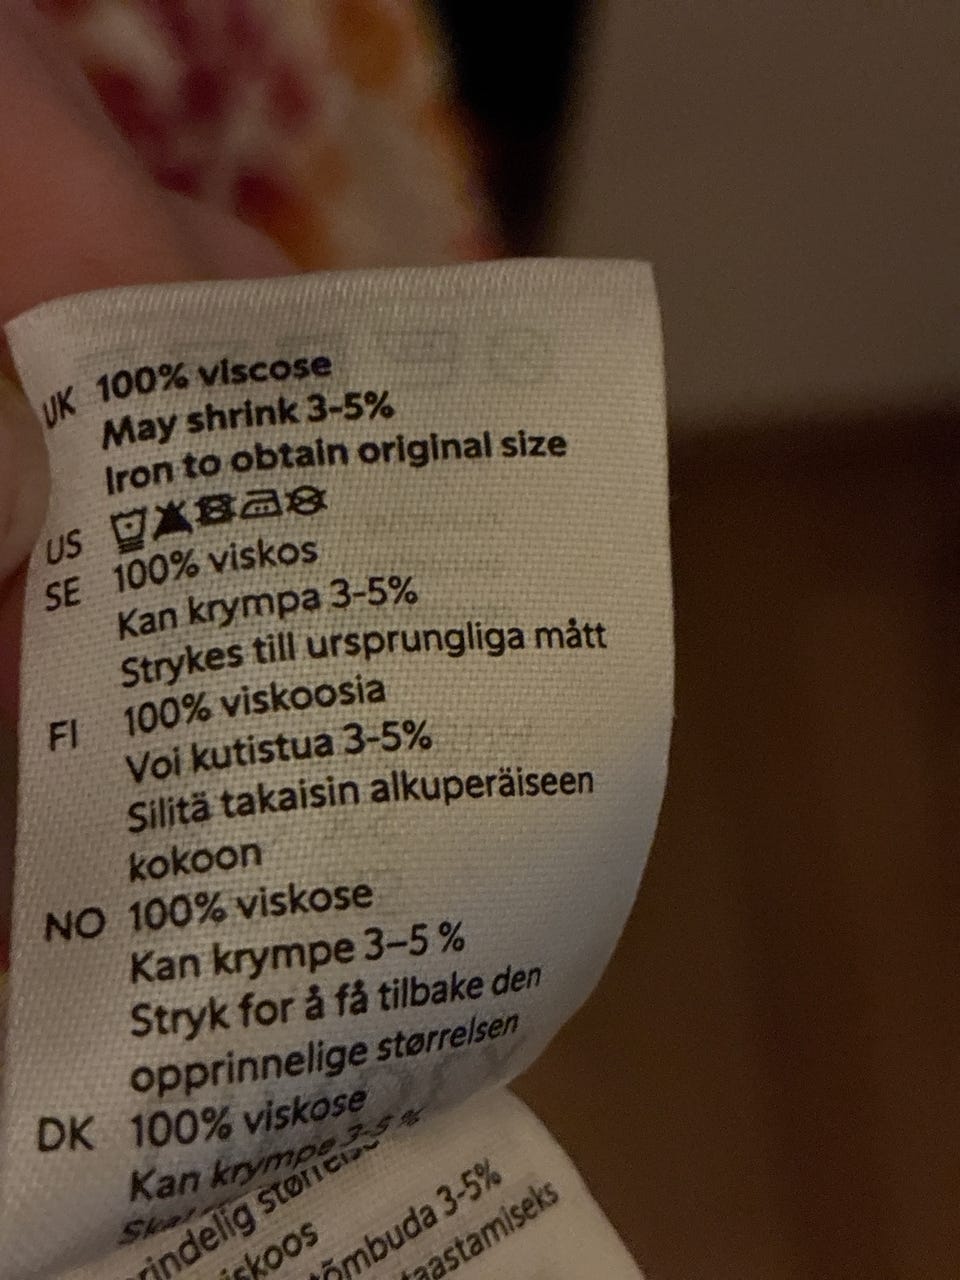 UK 100% viscose
May shrink 3-5%
Iron to obtain original size
US
SE 100% viskos
Kan krympa 3-5%
Strykes till ursprungliga mått
FI 100% viskoosia
Voi kutistua 3-5%
Silitä takaisin alkuperäiseen
kokoon
NO 100% viskose
Kan krympe 3–5 %
Stryk for å få tilbake den
opprinnelige størrelsen
DK 100% viskose
Kan krympe 3-5 %